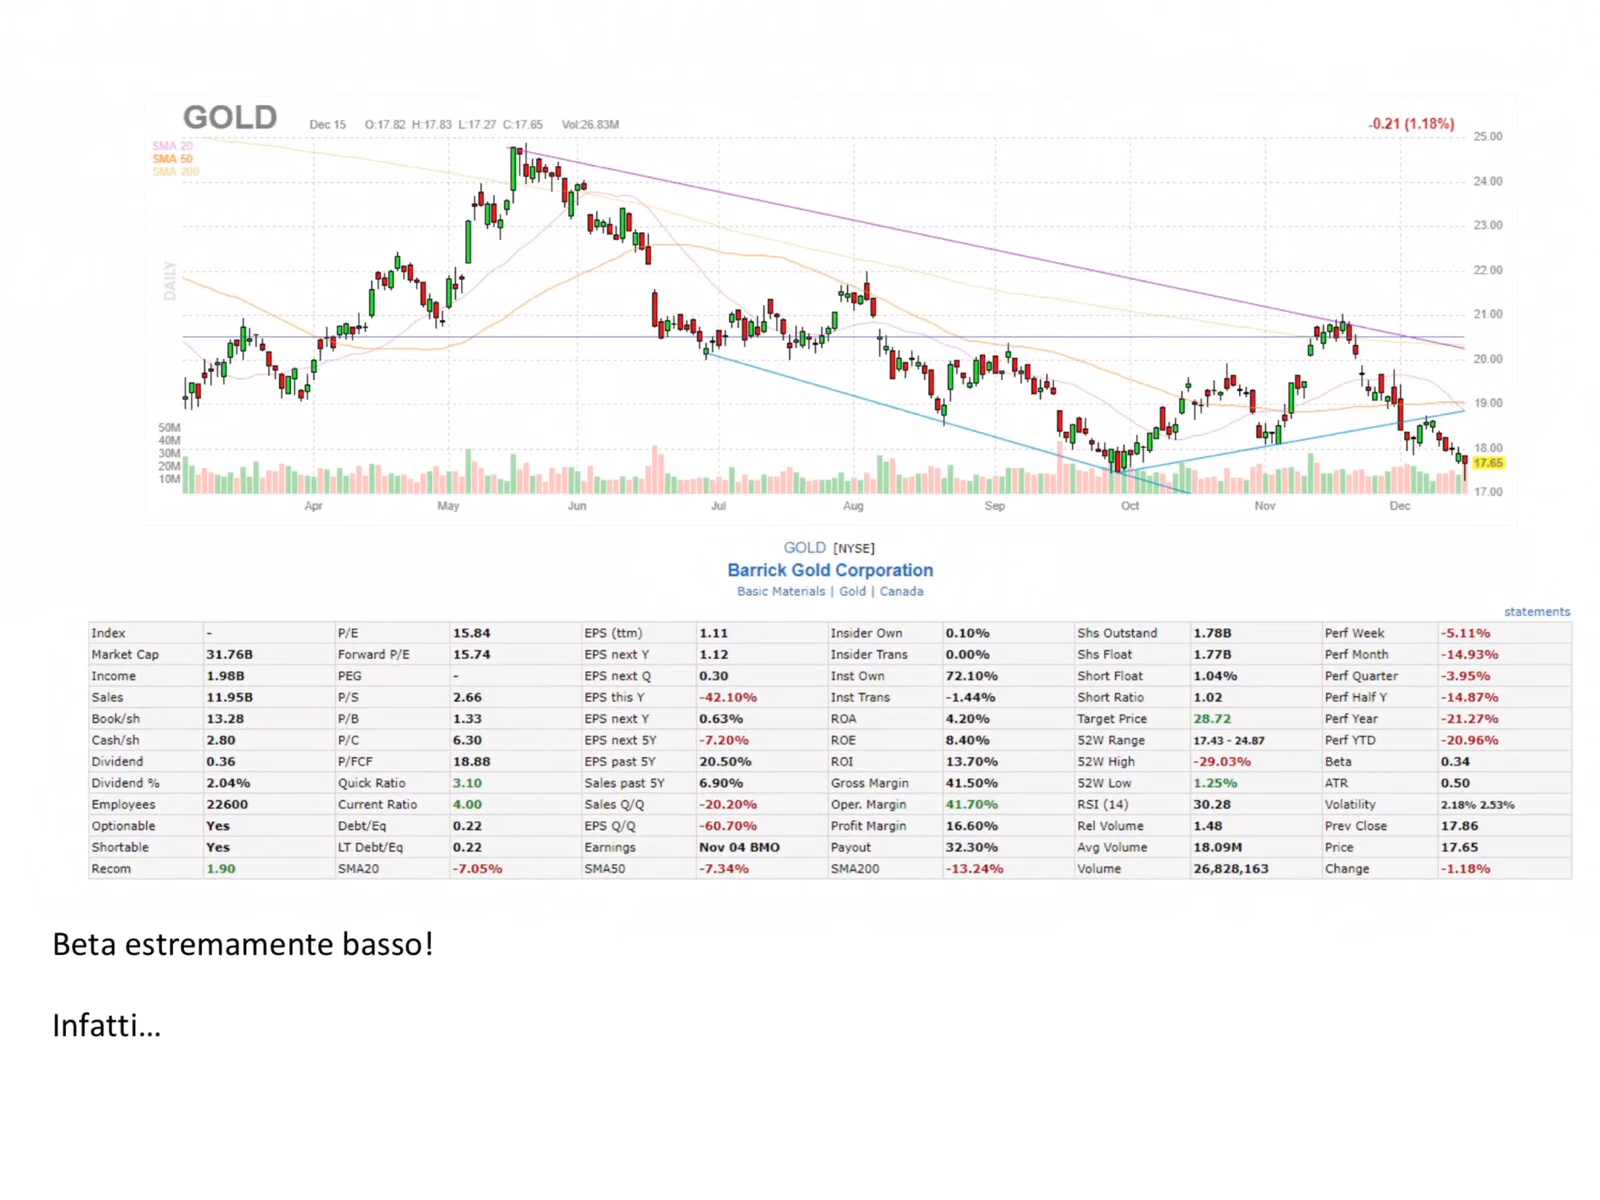 GOLD Dec 15 O:17.82 H:17.83 L:17.27 C:17.65 Vol:26.83M -0.21 (1.18%)
SMA 20
SMA 50
SMA 200
DAILY
25.00
24.00
23.00
22.00
21.00
20.00
19.00
18.00
17.65
17.00
50M
40M
30M
20M
10M
Apr May Jun Jul Aug Sep Oct Nov Dec
GOLD [NYSE]
Barrick Gold Corporation
Basic Materials | Gold | Canada
statements
Index - P/E 15.84 EPS (ttm) 1.11 Insider Own 0.10% Shs Outstand 1.78B Perf Week -5.11%
Market Cap 31.76B Forward P/E 15.74 EPS next Y 1.12 Insider Trans 0.00% Shs Float 1.77B Perf Month -14.93%
Income 1.98B PEG - EPS next Q 0.30 Inst Own 72.10% Short Float 1.04% Perf Quarter -3.95%
Sales 11.95B P/S 2.66 EPS this Y -42.10% Inst Trans -1.44% Short Ratio 1.02 Perf Half Y -14.87%
Book/sh 13.28 P/B 1.33 EPS next Y 0.63% ROA 4.20% Target Price 28.72 Perf Year -21.27%
Cash/sh 2.80 P/C 6.30 EPS next 5Y -7.20% ROE 8.40% 52W Range 17.43 - 24.87 Perf YTD -20.96%
Dividend 0.36 P/FCF 18.88 EPS past 5Y 20.50% ROI 13.70% 52W High -29.03% Beta 0.34
Dividend % 2.04% Quick Ratio 3.10 Sales past 5Y 6.90% Gross Margin 41.50% 52W Low 1.25% ATR 0.50
Employees 22600 Current Ratio 4.00 Sales Q/Q -20.20% Oper. Margin 41.70% RSI (14) 30.28 Volatility 2.18% 2.53%
Optionable Yes Debt/Eq 0.22 EPS Q/Q -60.70% Profit Margin 16.60% Rel Volume 1.48 Prev Close 17.86
Shortable Yes LT Debt/Eq 0.22 Earnings Nov 04 BMO Payout 32.30% Avg Volume 18.09M Price 17.65
Recom 1.90 SMA20 -7.05% SMA50 -7.34% SMA200 -13.24% Volume 26,828,163 Change -1.18%
Beta estremamente basso!
Infatti...